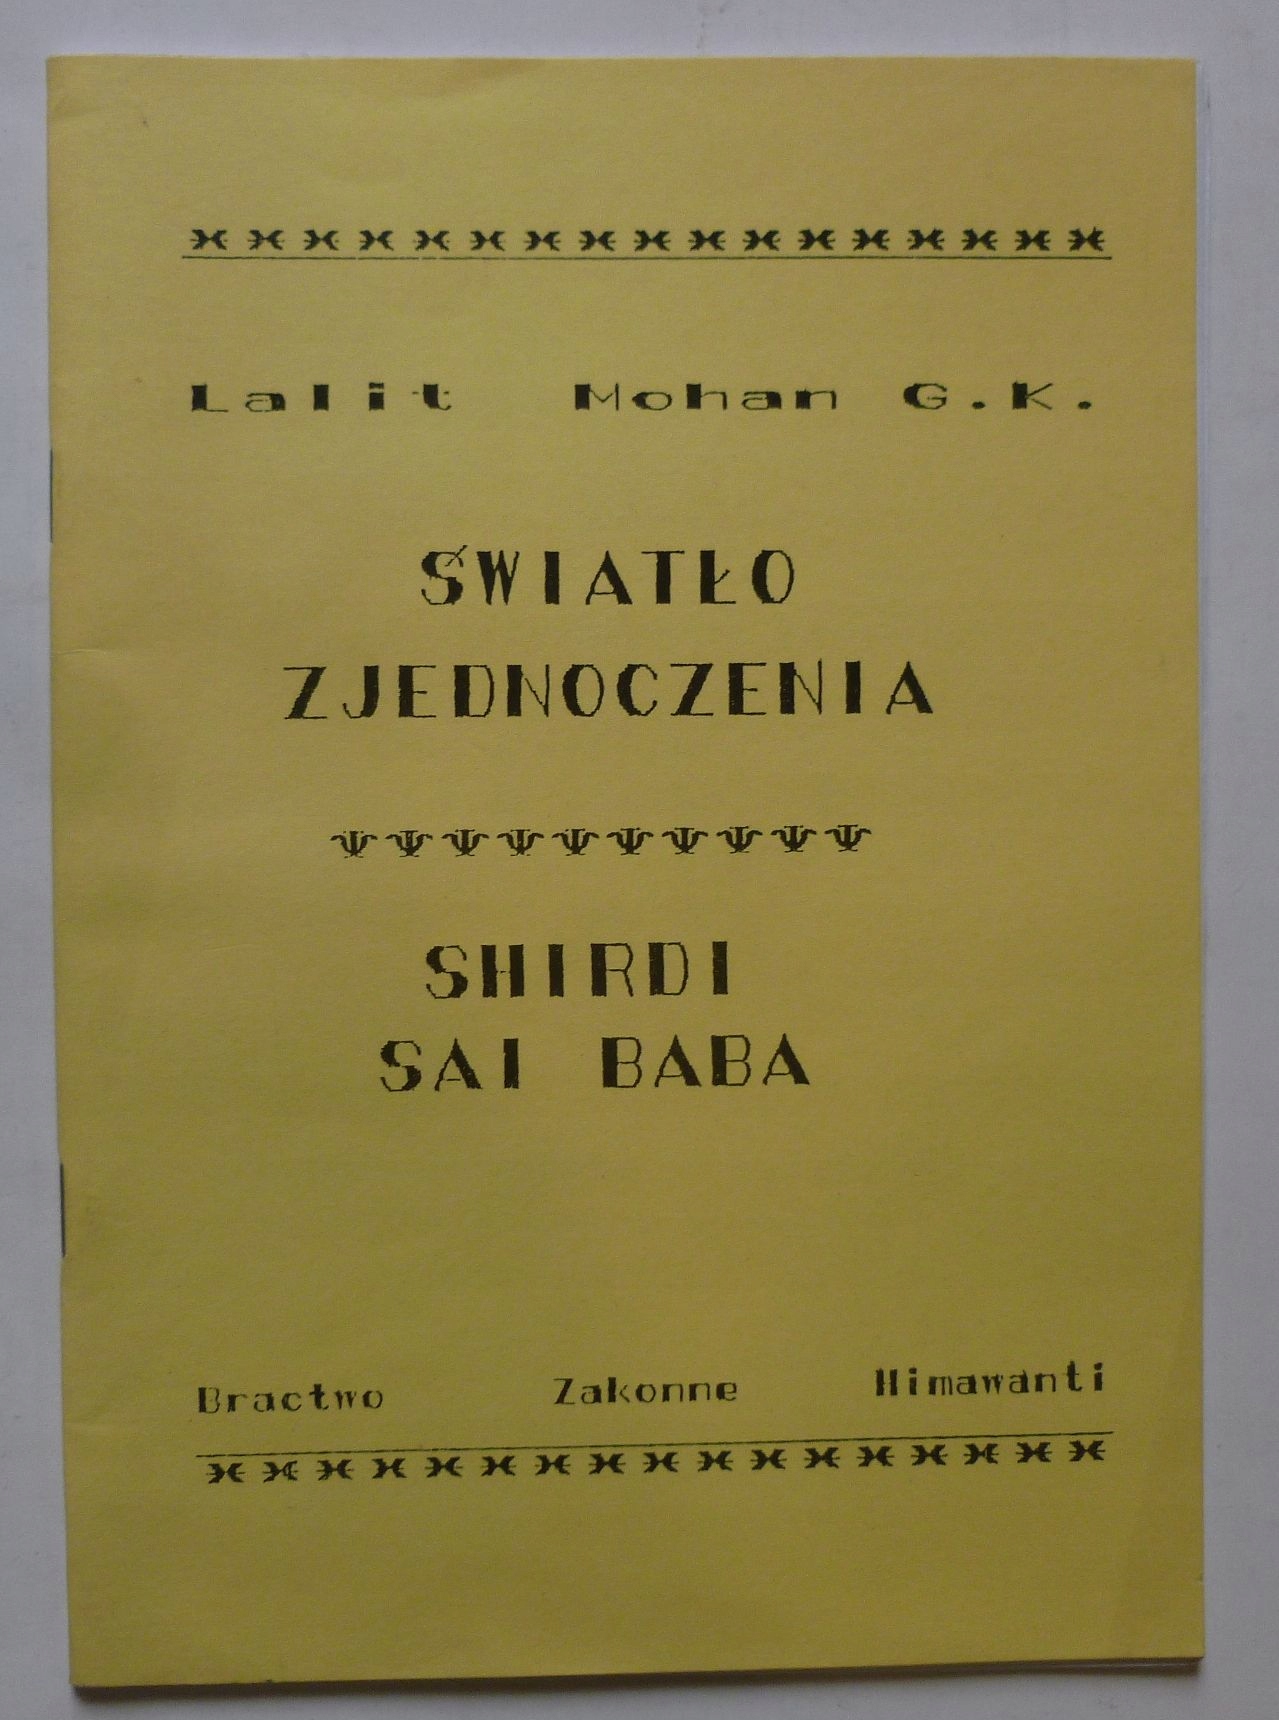 Lalit Mohan G.K.
ŚWIATŁO
ZJEDNOCZENIA
SHIRDI
SAI BABA
Bractwo Zakonne Himawanti